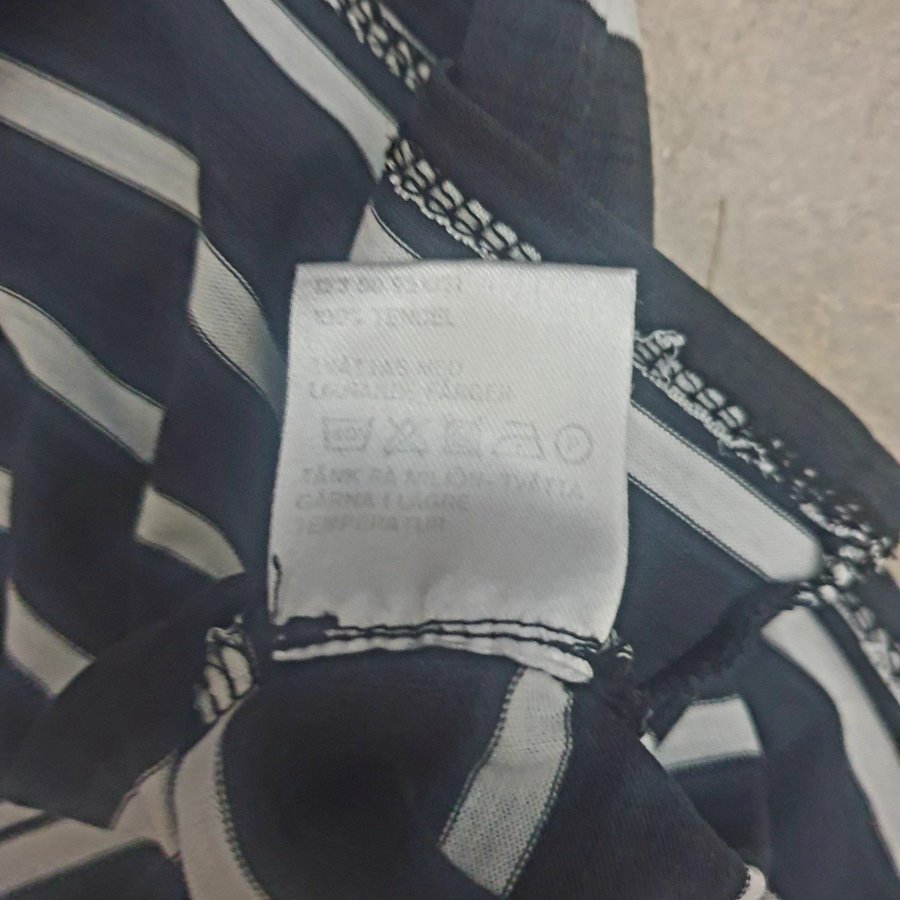 100% TENCEL
TVÄTTAS MED
LIKNANDE FÄRGER
TÄNK PÅ MILJÖN-TVÄTTA
GÄRNA I LÄGRE
TEMPERATUR